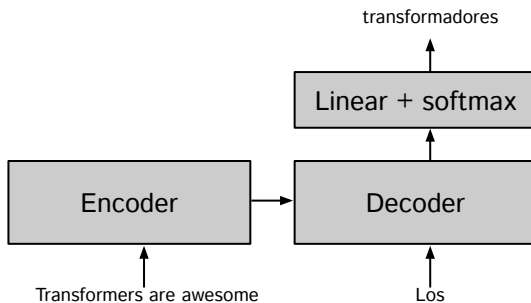 transformadores
Linear + softmax
Encoder
Decoder
Transformers are awesome
Los